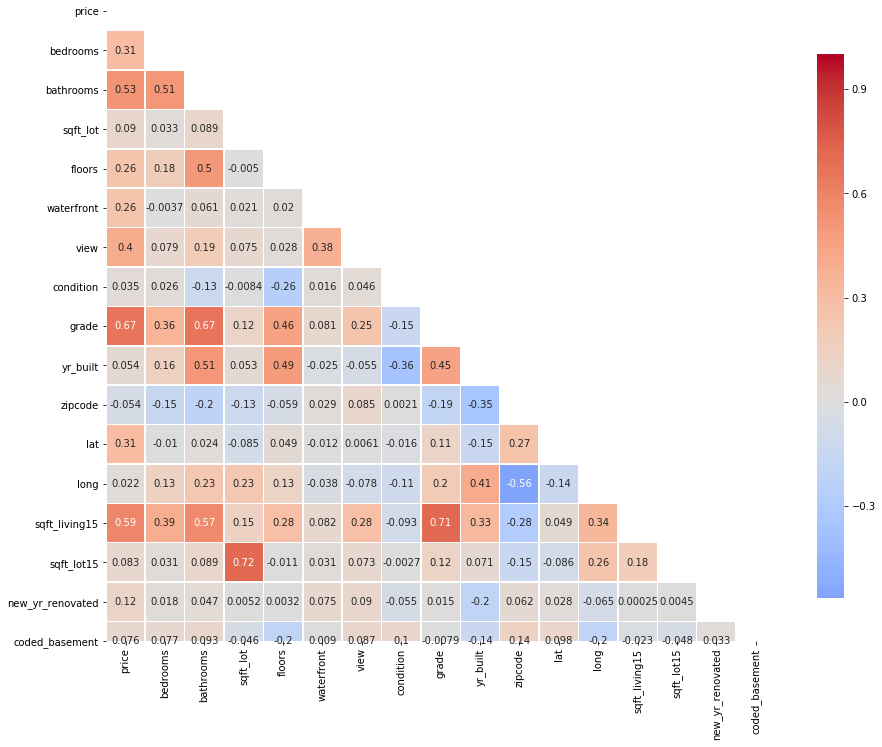 price
bedrooms 0.31
bathrooms 0.53 0.51
sqft_lot 0.09 0.033 0.089
floors 0.26 0.18 0.5 -0.005
waterfront 0.26 -0.0037 0.061 0.021 0.02
view 0.4 0.079 0.19 0.075 0.028 0.38
condition 0.035 0.026 -0.13 -0.0084 -0.26 0.016 0.046
grade 0.67 0.36 0.67 0.12 0.46 0.081 0.25 -0.15
yr_built 0.054 0.16 0.51 0.053 0.49 -0.025 -0.055 -0.36 0.45
zipcode -0.054 -0.15 -0.2 -0.13 -0.059 0.029 0.085 0.0021 -0.19 -0.35
lat 0.31 -0.01 0.024 -0.085 0.049 -0.012 0.0061 -0.016 0.11 -0.15 0.27
long 0.022 0.13 0.23 0.23 0.13 -0.038 -0.078 -0.11 0.2 0.41 -0.56 -0.14
sqft_living15 0.59 0.39 0.57 0.15 0.28 0.082 0.28 -0.093 0.71 0.33 -0.28 0.049 0.34
sqft_lot15 0.083 0.031 0.089 0.72 -0.011 0.031 0.073 -0.0027 0.12 0.071 -0.15 -0.086 0.26 0.18
new_yr_renovated 0.12 0.018 0.047 0.0052 0.0032 0.075 0.09 -0.055 0.015 -0.2 0.062 0.028 -0.065 0.00025 0.0045
coded_basement 0.076 0.077 0.093 -0.046 -0.2 0.009 0.087 0.1 -0.0079 -0.14 0.14 0.098 -0.2 -0.023 -0.048 0.033
price bedrooms bathrooms sqft_lot floors waterfront view condition grade yr_built zipcode lat long sqft_living15 sqft_lot15 new_yr_renovated coded_basement
0.9
0.6
0.3
0.0
−0.3